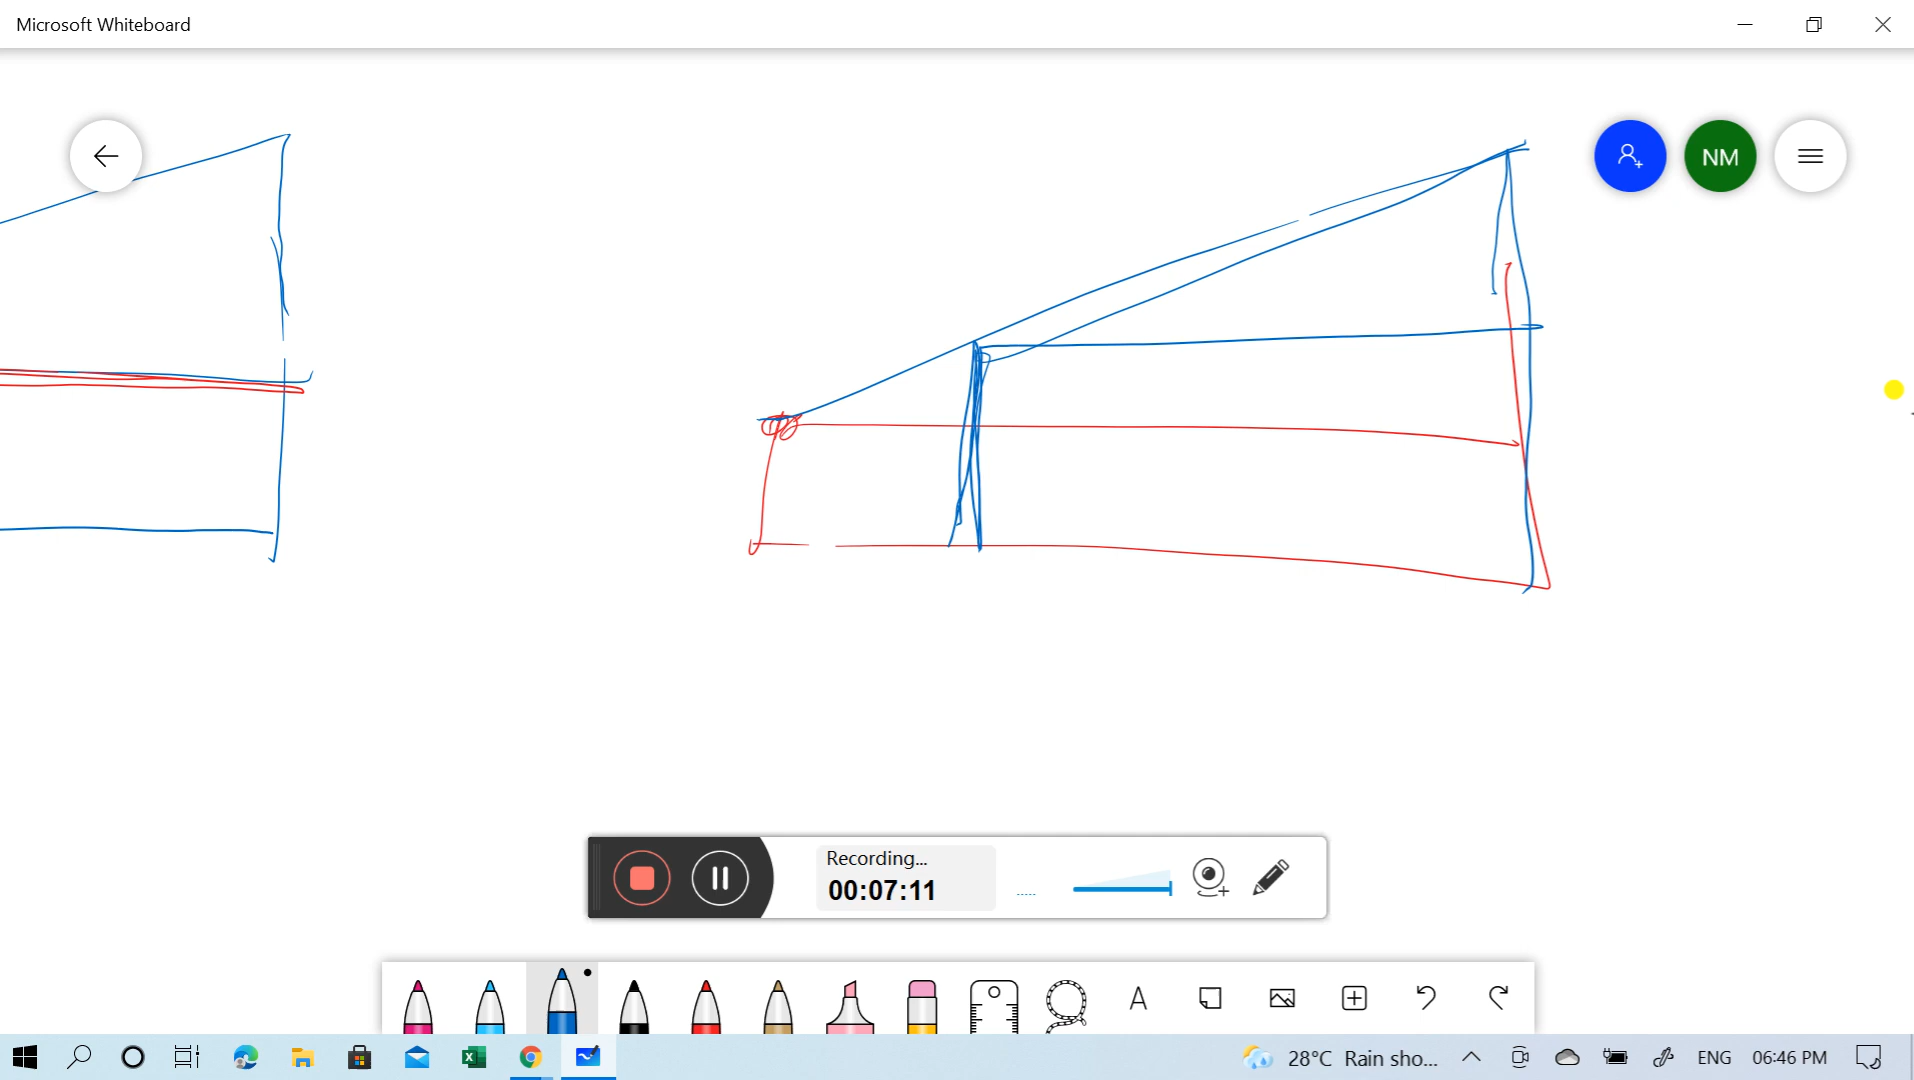 Microsoft Whiteboard
NM
Recording...
00:07:11
A
28°C Rain sho...
ENG
06:46 PM